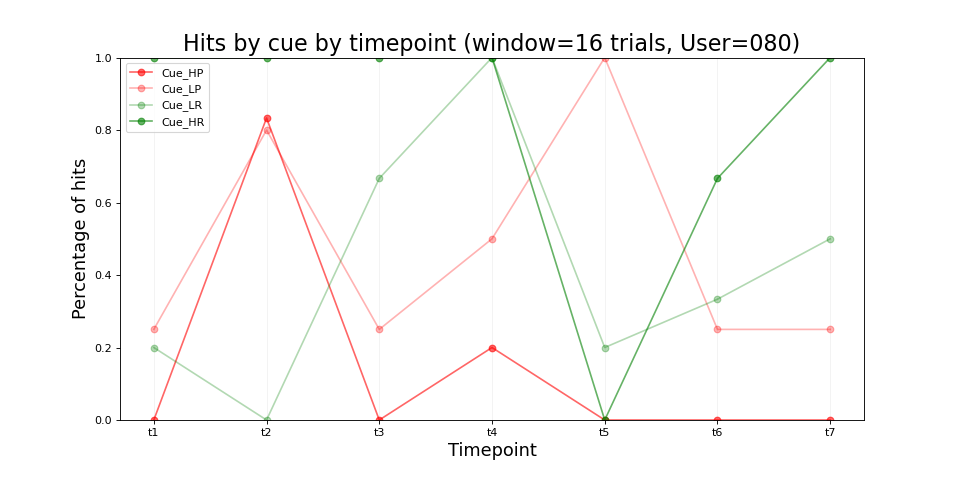 Hits by cue by timepoint (window=16 trials, User=080)
Percentage of hits
1.0
0.8
0.6
0.4
0.2
0.0
Cue_HP
Cue_LP
Cue_LR
Cue_HR
t1 t2 t3 t4 t5 t6 t7
Timepoint